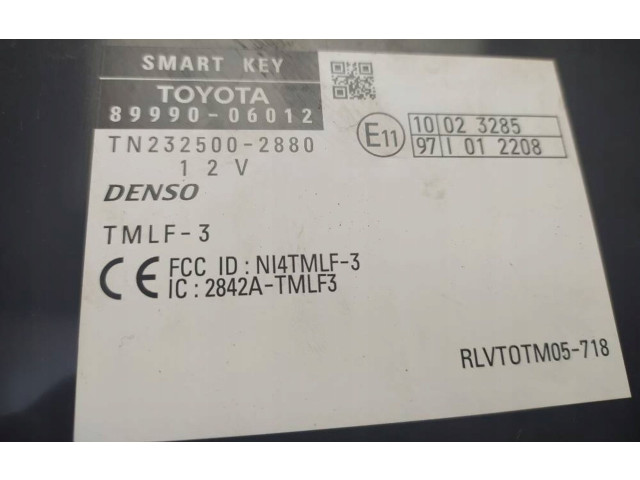 SMART KEY
TOYOTA
89990-06012
TN232500-2880
12V
DENSO
TMLF-3
E11
10 02 3285
97 I 01 2208
CE
FCC ID : NI4TMLF-3
IC : 2842A-TMLF3
RLVTOTM05-718